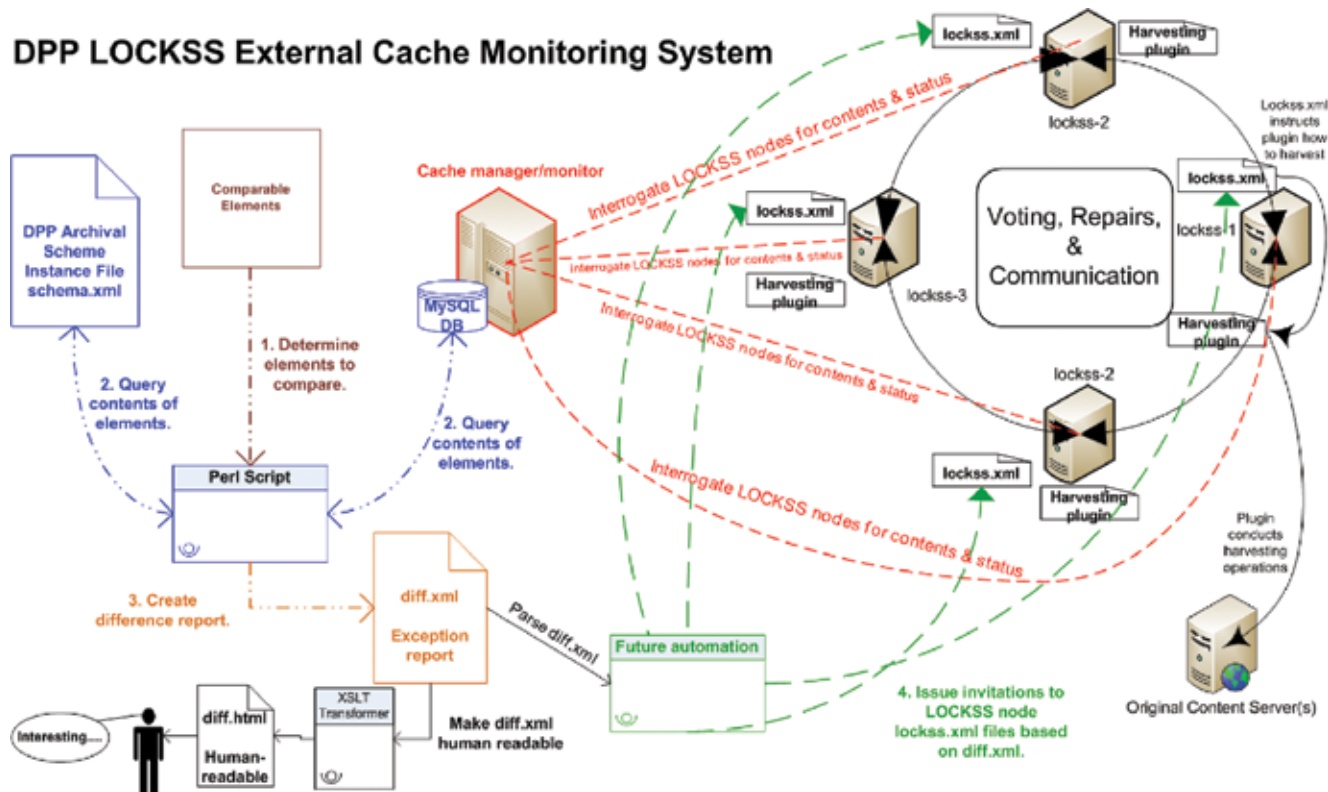 DPP LOCKSS External Cache Monitoring System
lockss.xml
Harvesting
plugin
lockss-2
Lockss.xml
instructs
plugin how
to harvest
Comparable
Elements
DPP Archival
Scheme
Instance File
schema.xml
Cache manager/monitor
MySQL
DB
Interrogate LOCKSS nodes for contents & status
Interrogate LOCKSS nodes for contents & status
Interrogate LOCKSS nodes for contents & status
Interrogate LOCKSS nodes for contents & status
lockss.xml
Harvesting
plugin
lockss-3
Voting, Repairs,
&
Communication
lockss.xml
lockss-1
Harvesting
plugin
lockss-2
lockss.xml
Harvesting
plugin
1. Determine
elements to
compare.
2. Query
contents of
elements.
2. Query
contents of
elements.
Perl Script
3. Create
difference report.
diff.xml
Exception
report
Parse diff.xml
Future automation
4. Issue invitations to
LOCKSS node
lockss.xml files based
on diff.xml.
Plugin
conducts
harvesting
operations
Original Content Server(s)
Make diff.xml
human readable
XSLT
Transformer
diff.html
Human-
readable
Interesting....